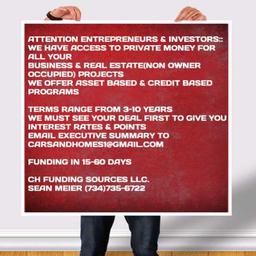 ATTENTION ENTREPRENEURS & INVESTORS::
WE HAVE ACCESS TO PRIVATE MONEY FOR
ALL YOUR
BUSINESS & REAL ESTATE(NON OWNER
OCCUPIED) PROJECTS
WE OFFER ASSET BASED & CREDIT BASED
PROGRAMS
TERMS RANGE FROM 3-10 YEARS
WE MUST SEE YOUR DEAL FIRST TO GIVE YOU
INTEREST RATES & POINTS
EMAIL EXECUTIVE SUMMARY TO
CARSANDHOMES1@GMAIL.COM
FUNDING IN 15-60 DAYS
CH FUNDING SOURCES LLC.
SEAN MEIER (734)735-6722